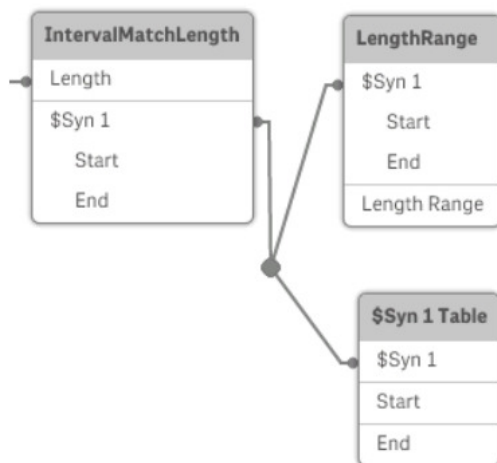 IntervalMatchLength
Length
$Syn 1
Start
End
LengthRange
$Syn 1
Start
End
Length Range
$Syn 1 Table
$Syn 1
Start
End